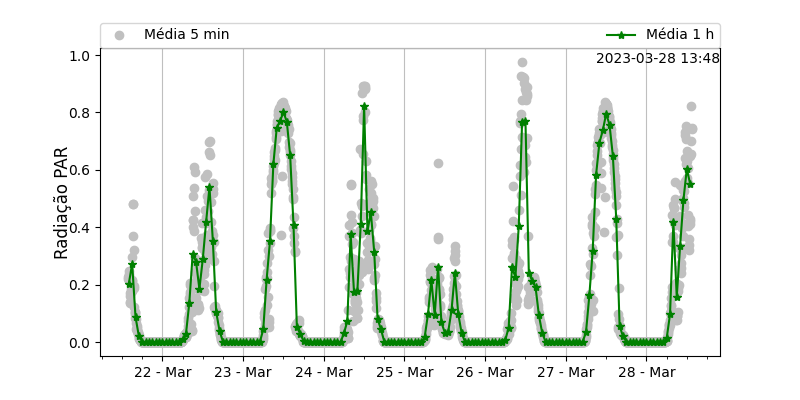 Média 5 min
Média 1 h
2023-03-28 13:48
Radiação PAR
1.0
0.8
0.6
0.4
0.2
0.0
22 - Mar
23 - Mar
24 - Mar
25 - Mar
26 - Mar
27 - Mar
28 - Mar